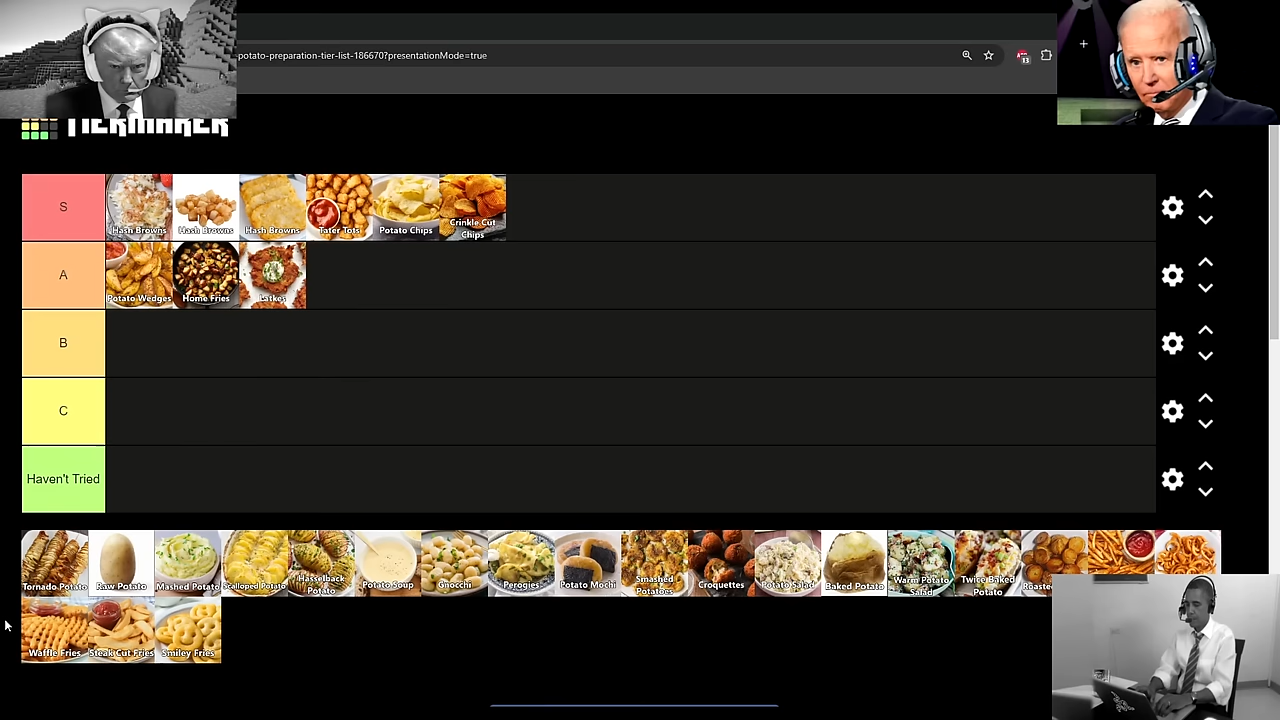 potato-preparation-tier-list-186670?presentationMode=true
13
TIERMAKER
S
Hash Browns
Hash Browns
Hash Browns
Tater Tots
Potato Chips
Crinkle Cut
Chips
A
Potato Wedges
Home Fries
Latkes
B
C
Haven't Tried
Tornado Potato
Raw Potato
Mashed Potato
Scalloped Potato
Hasselback
Potato
Potato Soup
Gnocchi
Perogies
Potato Mochi
Smashed
Potatoes
Croquettes
Potato Salad
Baked Potato
Warm Potato
Salad
Twice Baked
Potato
Roaste
Waffle Fries
Steak Cut Fries
Smiley Fries